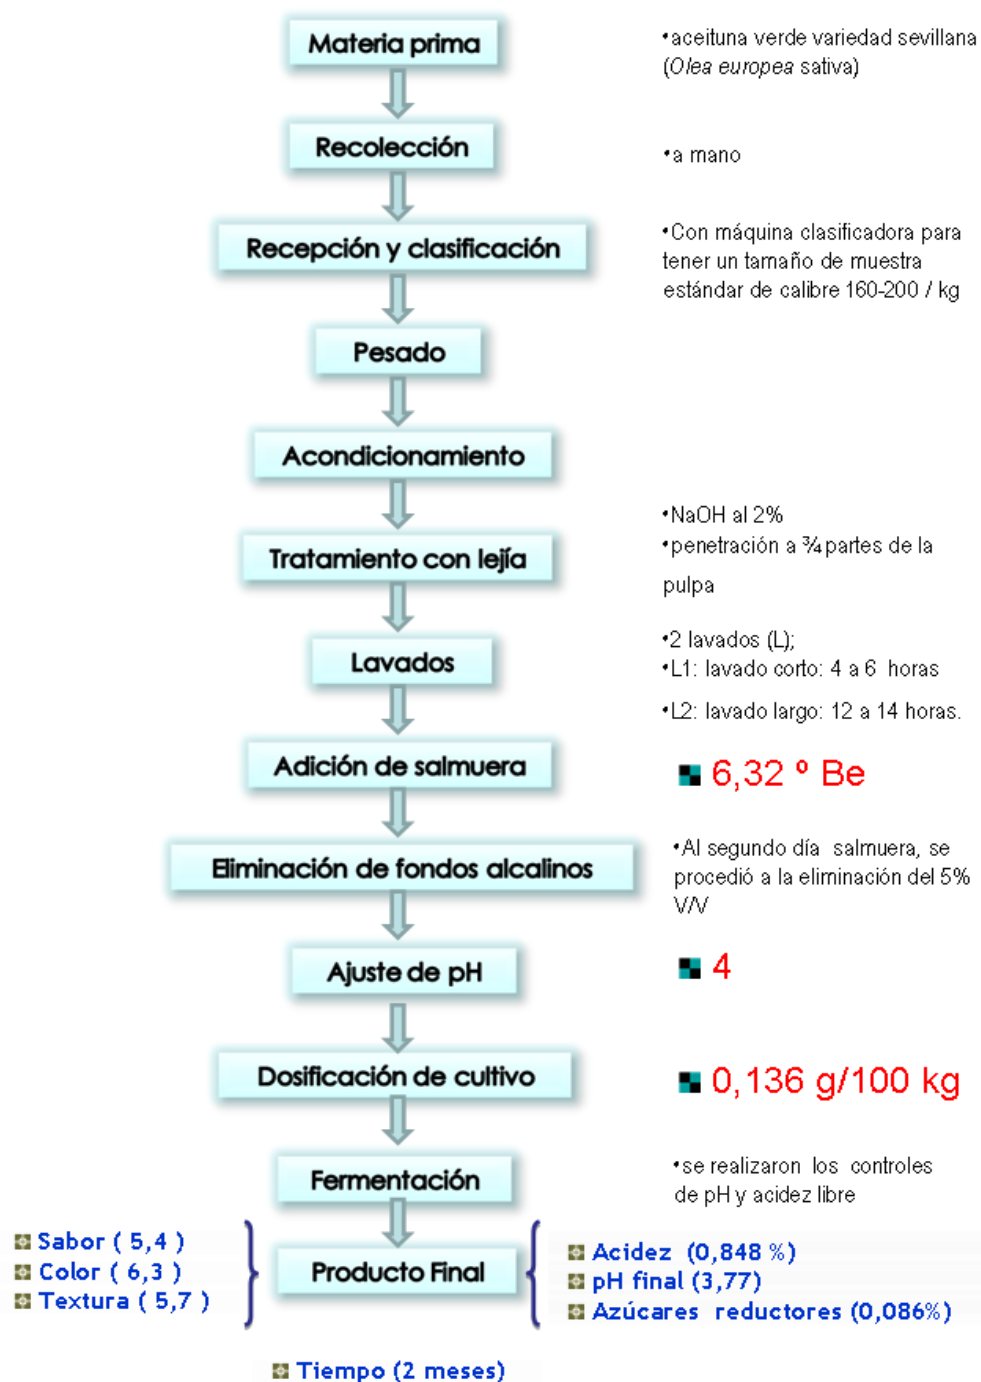 Materia prima
•aceituna verde variedad sevillana
(Olea europea sativa)
Recolección
•a mano
Recepción y clasificación
•Con máquina clasificadora para
tener un tamaño de muestra
estándar de calibre 160-200 / kg
Pesado
Acondicionamiento
Tratamiento con lejía
•NaOH al 2%
•penetración a ¾ partes de la
pulpa
Lavados
•2 lavados (L);
•L1: lavado corto: 4 a 6 horas
•L2: lavado largo: 12 a 14 horas.
Adición de salmuera
6,32 º Be
Eliminación de fondos alcalinos
•Al segundo día salmuera, se
procedió a la eliminación del 5%
V/V
Ajuste de pH
4
Dosificación de cultivo
0,136 g/100 kg
Fermentación
•se realizaron los controles
de pH y acidez libre
Sabor ( 5,4 )
Color ( 6,3 )
Textura ( 5,7 )
Producto Final
Acidez (0,848 %)
pH final (3,77)
Azúcares reductores (0,086%)
Tiempo (2 meses)